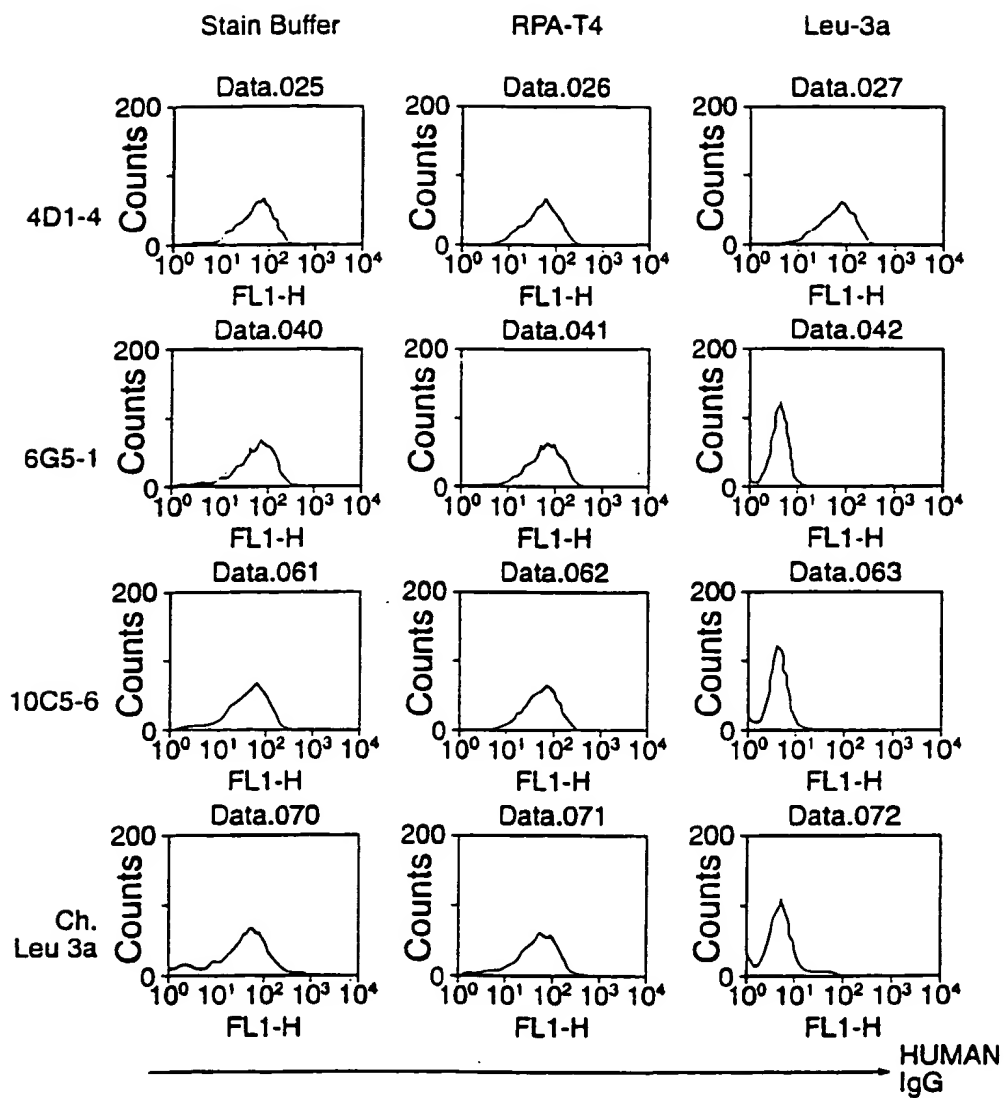 Stain Buffer RPA-T4 Leu-3a
Data.025 Data.026 Data.027
200 200 200
Counts Counts Counts
4D1-4
0 0 0
10⁰ 10¹ 10² 10³ 10⁴ 10⁰ 10¹ 10² 10³ 10⁴ 10⁰ 10¹ 10² 10³ 10⁴
FL1-H FL1-H FL1-H
Data.040 Data.041 Data.042
200 200 200
Counts Counts Counts
6G5-1
0 0 0
10⁰ 10¹ 10² 10³ 10⁴ 10⁰ 10¹ 10² 10³ 10⁴ 10⁰ 10¹ 10² 10³ 10⁴
FL1-H FL1-H FL1-H
Data.061 Data.062 Data.063
200 200 200
Counts Counts Counts
10C5-6
0 0 0
10⁰ 10¹ 10² 10³ 10⁴ 10⁰ 10¹ 10² 10³ 10⁴ 10⁰ 10¹ 10² 10³ 10⁴
FL1-H FL1-H FL1-H
Data.070 Data.071 Data.072
200 200 200
Counts Counts Counts
Ch.
Leu 3a
0 0 0
10⁰ 10¹ 10² 10³ 10⁴ 10⁰ 10¹ 10² 10³ 10⁴ 10⁰ 10¹ 10² 10³ 10⁴
FL1-H FL1-H FL1-H
HUMAN
IgG